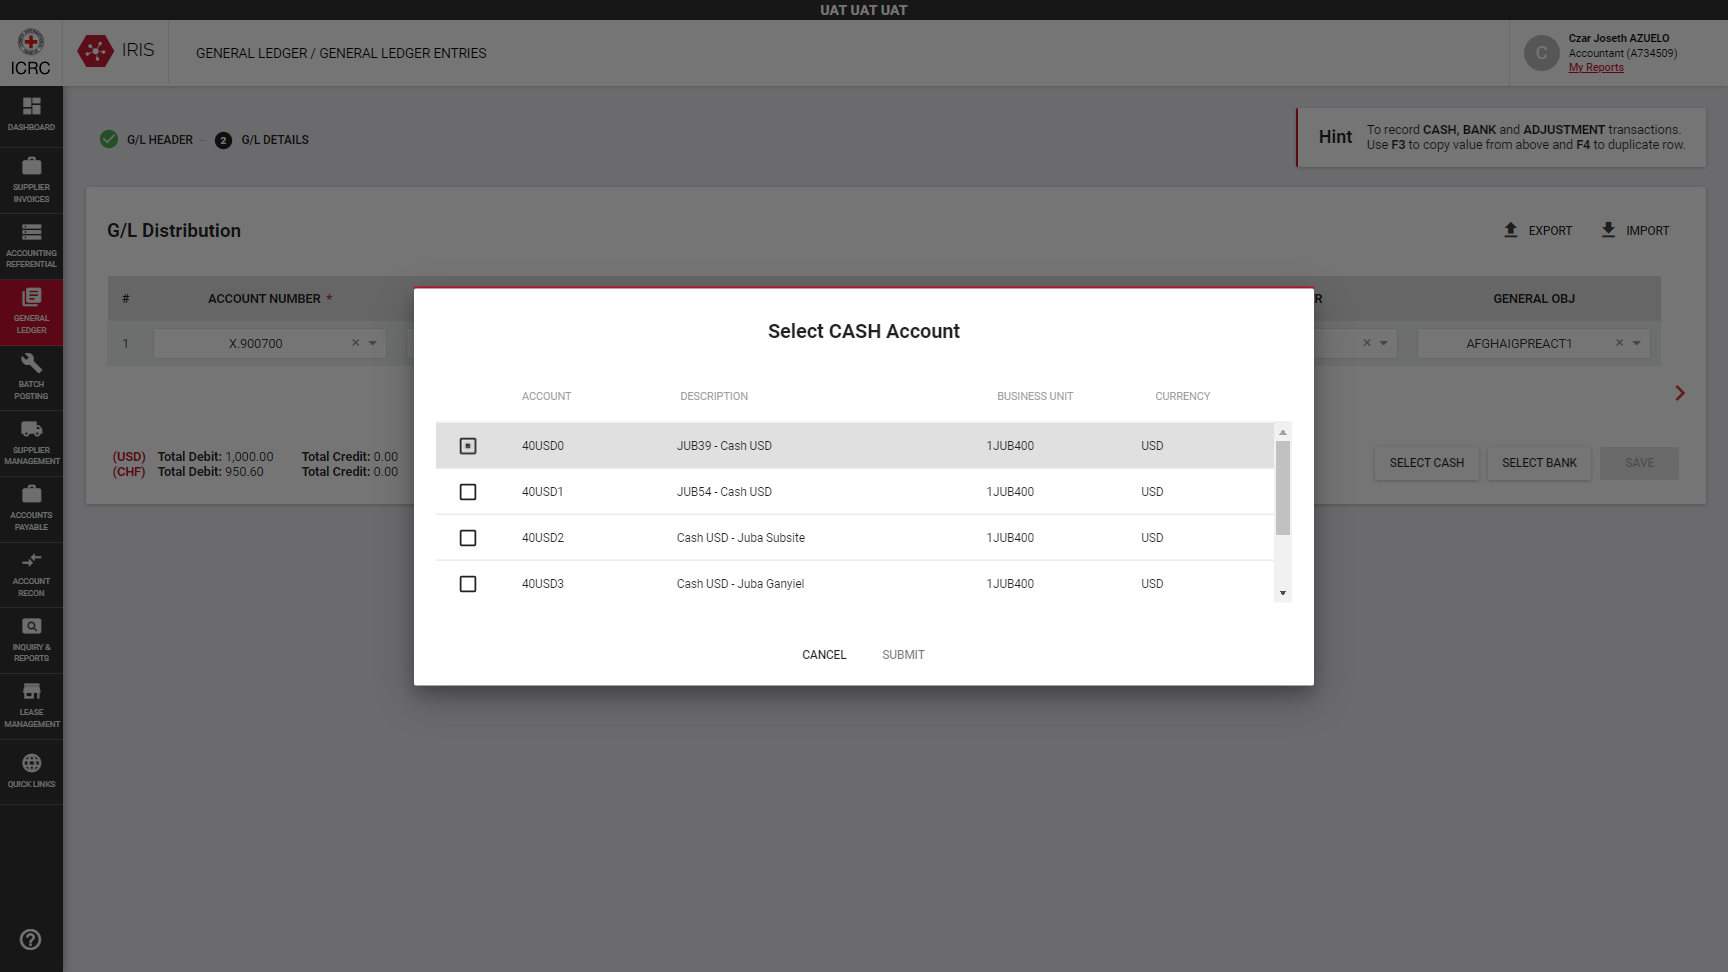 UAT UAT UAT
ICRC
IRIS
GENERAL LEDGER / GENERAL LEDGER ENTRIES
C
Czar Joseth AZUELO
Accountant (A734509)
My Reports
DASHBOARD
SUPPLIER
INVOICES
ACCOUNTING
REFERENTIAL
GENERAL
LEDGER
BATCH
POSTING
SUPPLIER
MANAGEMENT
ACCOUNTS
PAYABLE
ACCOUNT
RECON
INQUIRY &
REPORTS
LEASE
MANAGEMENT
QUICK LINKS
G/L HEADER
2 G/L DETAILS
Hint
To record CASH, BANK and ADJUSTMENT transactions.
Use F3 to copy value from above and F4 to duplicate row.
G/L Distribution
EXPORT
IMPORT
# ACCOUNT NUMBER * R GENERAL OBJ
1 X.900700 AFGHAIGPREACT1
(USD) Total Debit: 1,000.00 Total Credit: 0.00
(CHF) Total Debit: 950.60 Total Credit: 0.00
SELECT CASH
SELECT BANK
SAVE
Select CASH Account
ACCOUNT DESCRIPTION BUSINESS UNIT CURRENCY
40USD0 JUB39 - Cash USD 1JUB400 USD
40USD1 JUB54 - Cash USD 1JUB400 USD
40USD2 Cash USD - Juba Subsite 1JUB400 USD
40USD3 Cash USD - Juba Ganyiel 1JUB400 USD
CANCEL SUBMIT